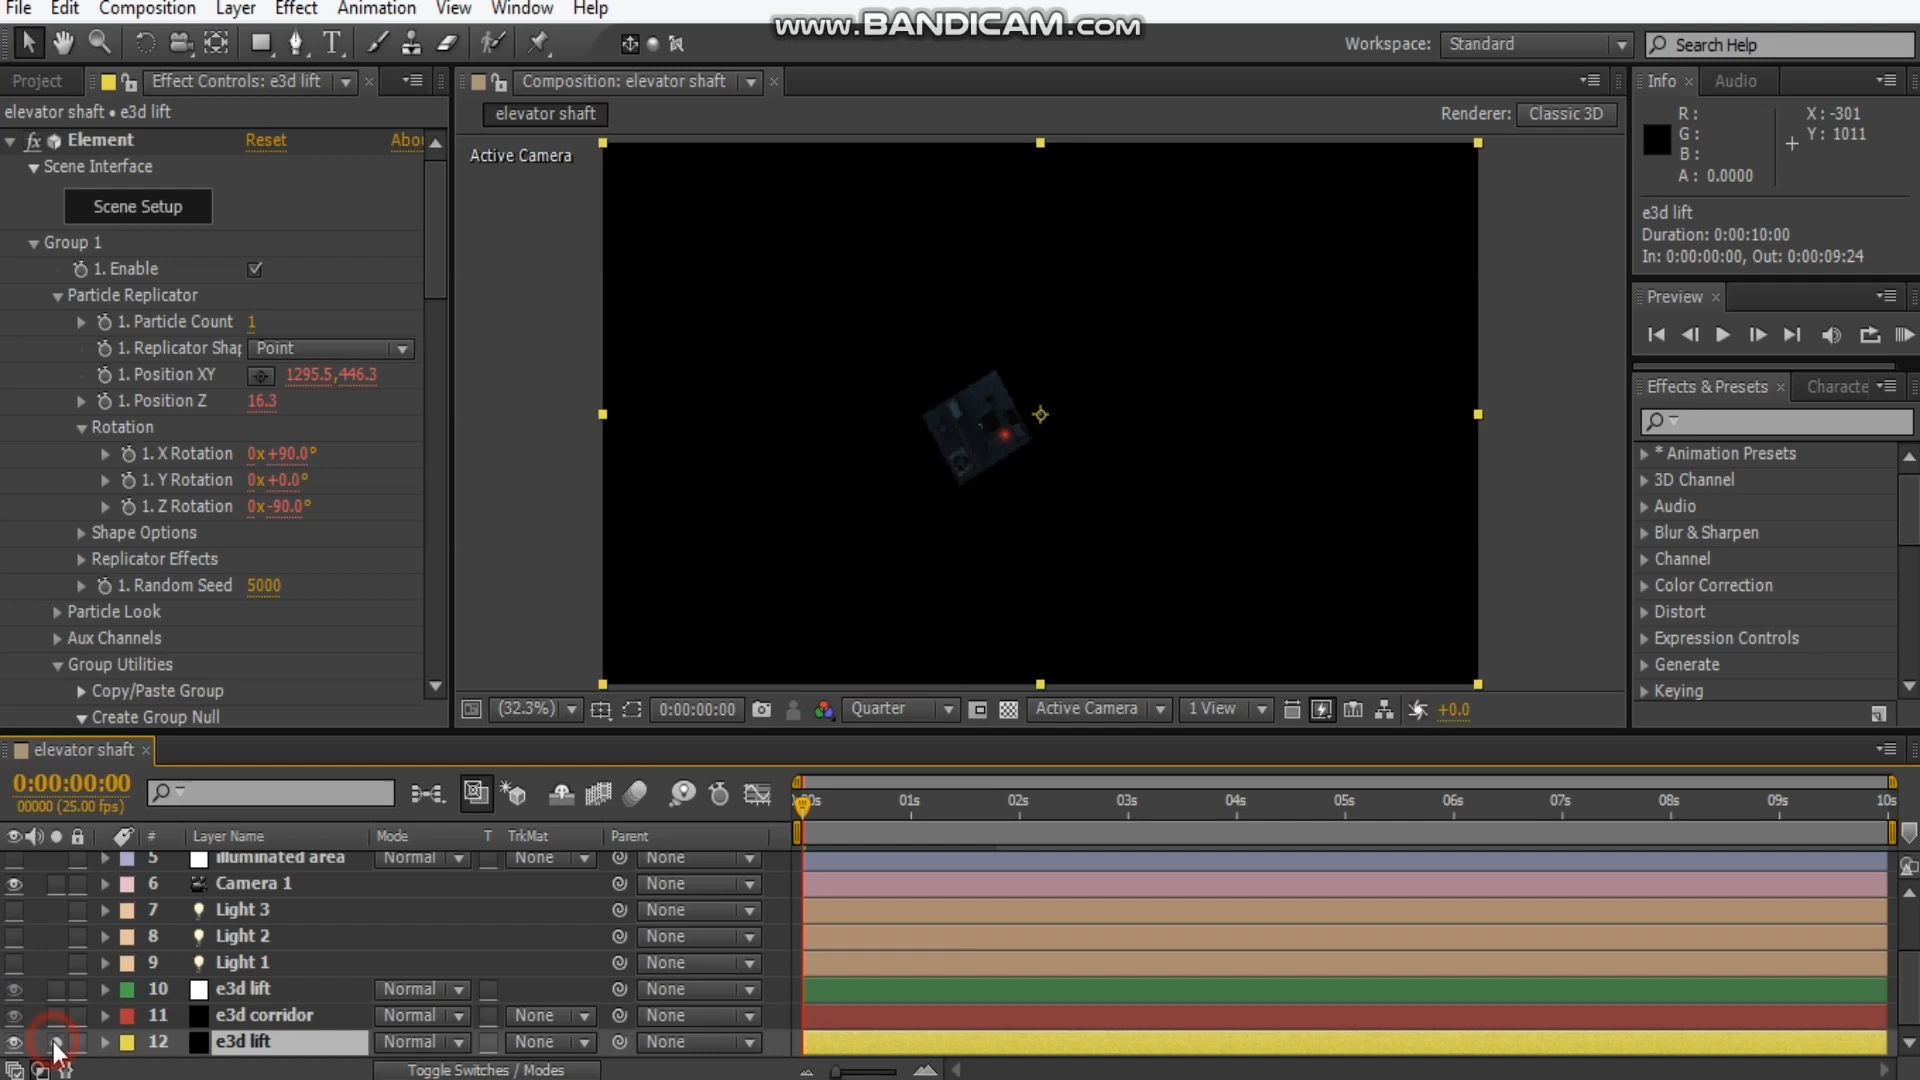 File Edit Composition Layer Effect Animation View Window Help
www.BANDICAM.com
Workspace: Standard
Search Help
Project
Effect Controls: e3d lift
Composition: elevator shaft
Info
Audio
elevator shaft • e3d lift
elevator shaft
Renderer: Classic 3D
Element Reset Abou
Scene Interface
Scene Setup
Group 1
1. Enable
Particle Replicator
1. Particle Count 1
1. Replicator Shap Point
1. Position XY 1295.5,446.3
1. Position Z 16.3
Rotation
1. X Rotation 0x+90.0°
1. Y Rotation 0x+0.0°
1. Z Rotation 0x-90.0°
Shape Options
Replicator Effects
1. Random Seed 5000
Particle Look
Aux Channels
Group Utilities
Copy/Paste Group
Create Group Null
Active Camera
(32.3%) 0:00:00:00 Quarter Active Camera 1 View +0.0
R:
G:
B:
A: 0.0000
X: -301
Y: 1011
e3d lift
Duration: 0:00:10:00
In: 0:00:00:00, Out: 0:00:09:24
Preview
Effects & Presets
Characte
* Animation Presets
3D Channel
Audio
Blur & Sharpen
Channel
Color Correction
Distort
Expression Controls
Generate
Keying
elevator shaft
0:00:00:00
00000 (25.00 fps)
01s 02s 03s 04s 05s 06s 07s 08s 09s 10s
# Layer Name Mode T TrkMat Parent
5 illuminated area Normal None None
6 Camera 1 None
7 Light 3 None
8 Light 2 None
9 Light 1 None
10 e3d lift Normal None
11 e3d corridor Normal None None
12 e3d lift Normal None None
Toggle Switches / Modes